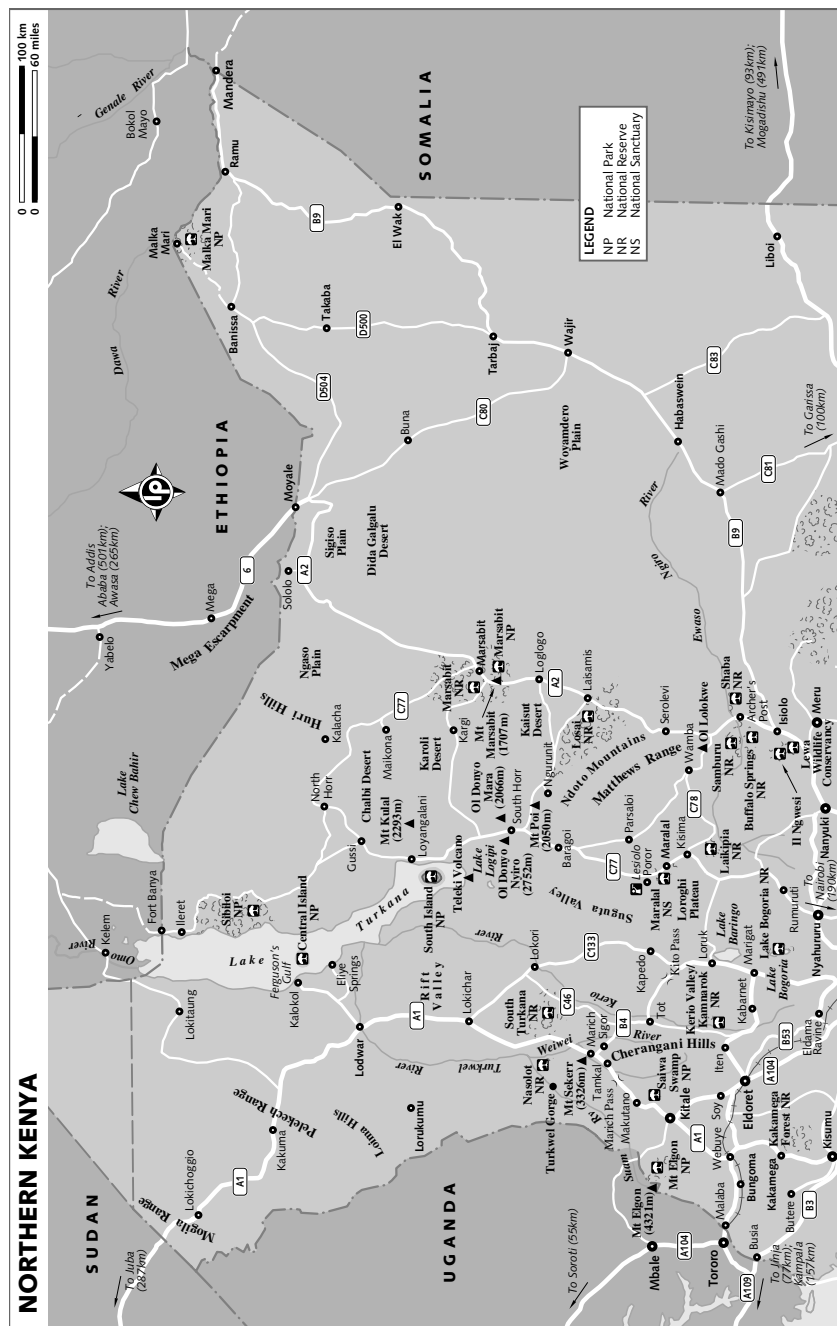 NORTHERN KENYA
0 100 km
0 60 miles
SUDAN
ETHIOPIA
SOMALIA
UGANDA
To Juba
(287km)
Mogila Range
Lokichoggio
A1
Kakuma
Pelekech Range
Loima Hills
Lorukumu
Lokitaung
Lodwar
Kalokol
Ferguson's
Gulf
Eliye
Springs
Omo
River
Kelem
Fort Banya
Illeret
Sibiloi
NP
Central Island
NP
Lake
Turkana
South Island
NP
Lake
Chew Bahir
Yabelo
To Addis
Ababa (501km);
Awasa (265km)
Mega
Mega Escarpment
6
Sololo
A2
Moyale
lp
Dawa
River
Genale River
Bokol
Mayo
Mandera
Ramu
Malka
Mari
Malka Mari
NP
Banissa
Takaba
D500
D504
B9
El Wak
Buna
C80
Tarbaj
Wajir
Woyamdero
Plain
Sigiso
Plain
Dida Galgalu
Desert
Ngaso
Plain
Huri Hills
Kalacha
C77
Maikona
North
Horr
Chalbi Desert
Gussi
Mt Kulal
(2293m)
Loyangalani
Karoli
Desert
Kargi
Marsabit
NR
Marsabit
Marsabit
NP
Mt
Marsabit
(1707m)
Ol Donyo
Mara
(2066m)
South Horr
Teleki Volcano
Lake
Logipi
Ol Donyo
Nyiro
(2752m)
Mt Poi
(2050m)
Ngurunit
Kaisut
Desert
Loglogo
A2
Laisamis
Losai
NR
Ndoto Mountains
Matthews Range
Serolevi
Baragoi
Parsaloi
C77
Suguta Valley
Lesiolo
Poror
Maralal
Maralal
NS
Loroghi
Plateau
Kisima
C78
Wamba
Ol Lolokwe
Laikipia
NR
Samburu
NR
Shaba
NR
Archer's
Post
Buffalo Springs
NR
Isiolo
Il Ngwesi
Lewa
Wildlife
Conservancy
Meru
Nanyuki
Ewaso
Ngiro
River
Habaswein
Mado Gashi
B9
C81
C83
To Garissa
(100km)
Liboi
To Kisimayo (93km);
Mogadishu (491km)
LEGEND
NP National Park
NR National Reserve
NS National Sanctuary
Rift
Valley
A1
Lokichar
River
Turkwel
Lokori
C133
South
Turkana
NR
C46
Kerio
River
B4
Kapedo
Kito Pass
Tot
Loruk
Lake
Baringo
Marigat
Lake Bogoria NR
Lake
Bogoria
Kerio Valley/
Kamnarok
NR
Kabarnet
Rumuruti
Nyahururu
To
Nairobi
(190km)
Nasolot
NR
Turkwel Gorge
Weiwei
Mt Sekerr
(3326m)
Marich
Sigor
Tamkal
Marich Pass
Cherangani Hills
Makutano
Saiwa
Swamp
NP
Kitale
Iten
Suam
Rv
Mt Elgon
NP
Mt Elgon
(4321m)
Mbale
To Soroti (55km)
A104
Tororo
A109
To Jinja
(77km);
Kampala
(157km)
Malaba
Busia
Butere
B3
Bungoma
Webuye
A1
Soy
Eldoret
A104
Eldama
Ravine
B53
Kakamega
Kakamega
Forest NR
Kisumu